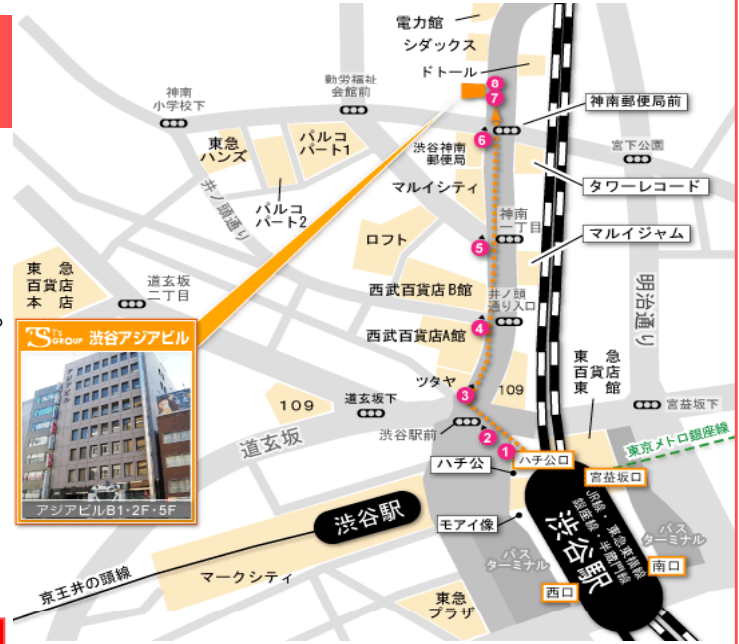 電力館
シダックス
ドトール
8
7
神南
小学校下
勤労福祉
会館前
神南郵便局前
6
東急
ハンズ
パルコ
パート1
渋谷神南
郵便局
宮下公園
パルコ
パート2
マルイシティ
タワーレコード
井ノ頭通り
神南
一丁目
マルイジャム
ロフト
5
東急
百貨店
本店
道玄坂
二丁目
西武百貨店B館
井ノ頭
通り入口
明治通り
T'S
GROUP 渋谷アジアビル
西武百貨店A館
4
東急
百貨店
東館
ツタヤ
3
109
109
道玄坂下
宮益坂下
渋谷駅前
2
1
道玄坂
東京メトロ銀座線
ハチ公
ハチ公口
宮益坂口
アジアビルB1・2F・5F
渋谷駅
モアイ像
JR線・東急東横線
銀座線・半蔵門線
渋谷駅
バス
ターミナル
バス
ターミナル
南口
京王井の頭線
マークシティ
西口
東急
プラザ